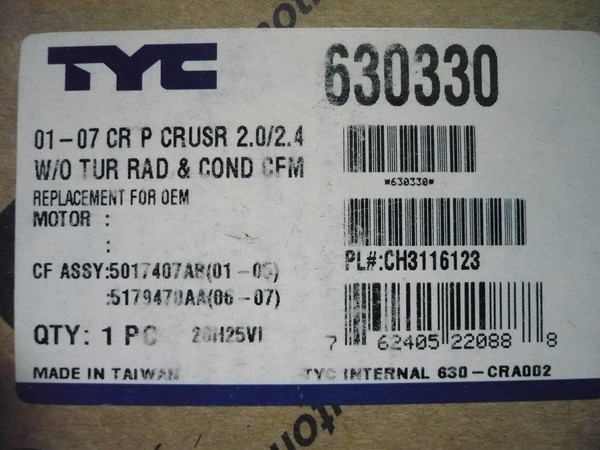 TYC
630330
01-07 CR P CRUSR 2.0/2.4
W/O TUR RAD & COND CFM
REPLACEMENT FOR OEM
MOTOR :
:
*630330*
PL#:CH3116123
CF ASSY:5017407AB(01-05)
:5179470AA(06-07)
QTY: 1 PC
7 62405 22088 8
MADE IN TAIWAN
TYC INTERNAL 630-CRA002